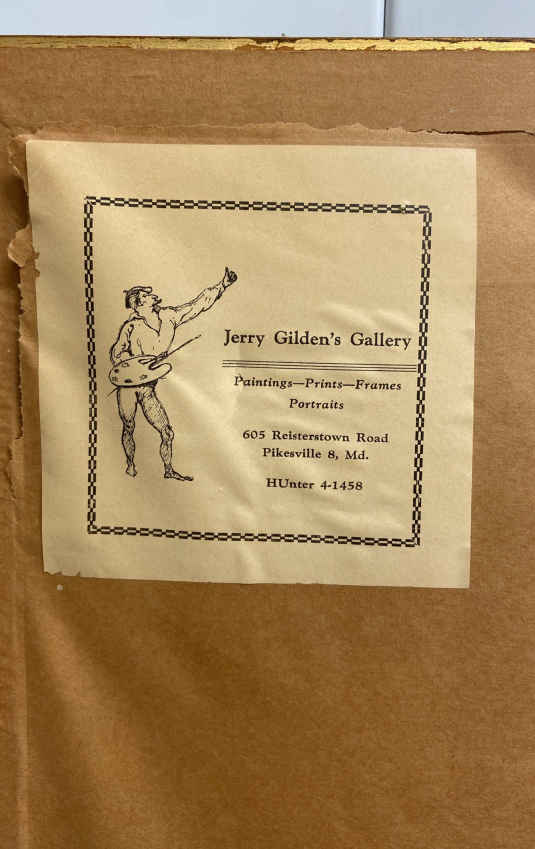 Jerry Gilden's Gallery
Paintings—Prints—Frames
Portraits
605 Reisterstown Road
Pikesville 8, Md.
HUnter 4-1458